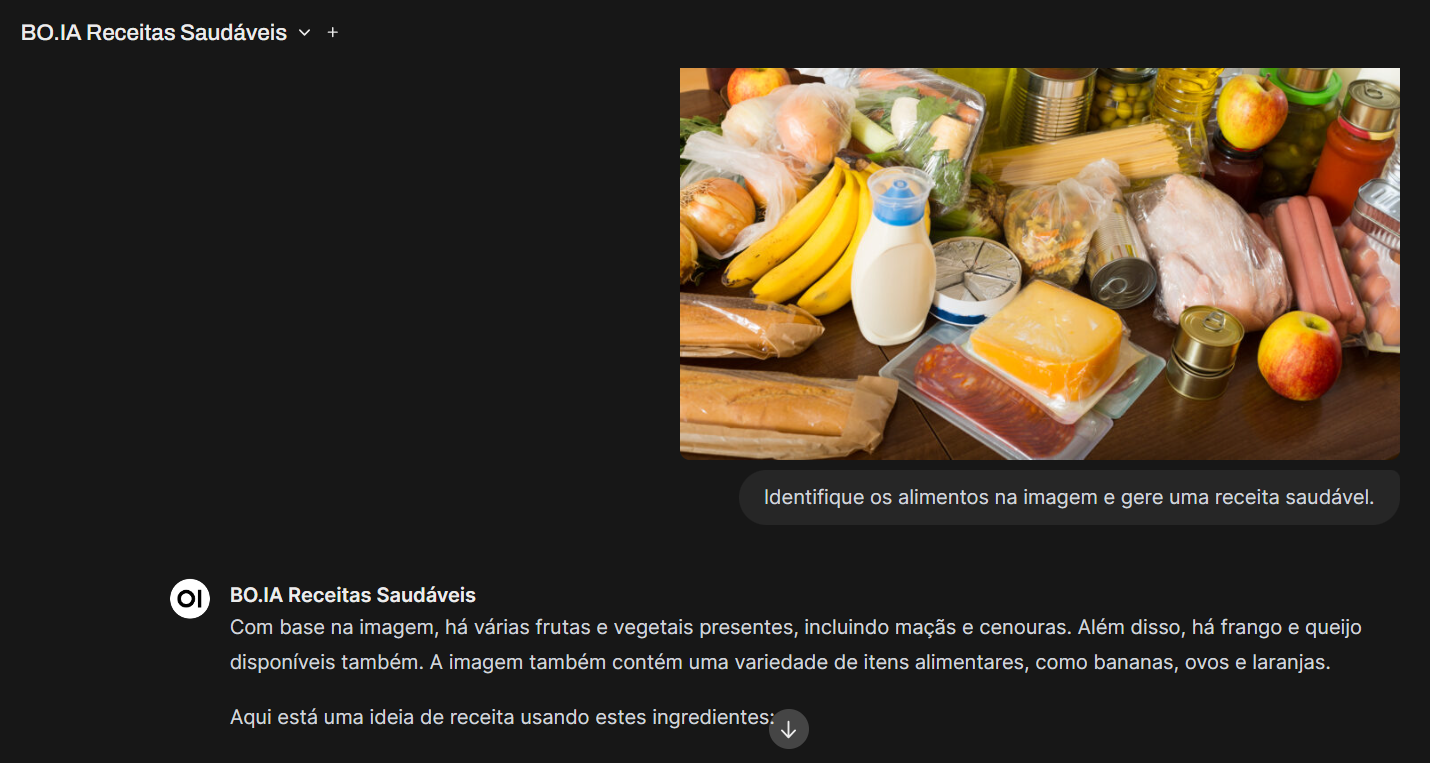 BO.IA Receitas Saudáveis
Identifique os alimentos na imagem e gere uma receita saudável.
OI
BO.IA Receitas Saudáveis
Com base na imagem, há várias frutas e vegetais presentes, incluindo maçãs e cenouras. Além disso, há frango e queijo
disponíveis também. A imagem também contém uma variedade de itens alimentares, como bananas, ovos e laranjas.
Aqui está uma ideia de receita usando estes ingredientes: